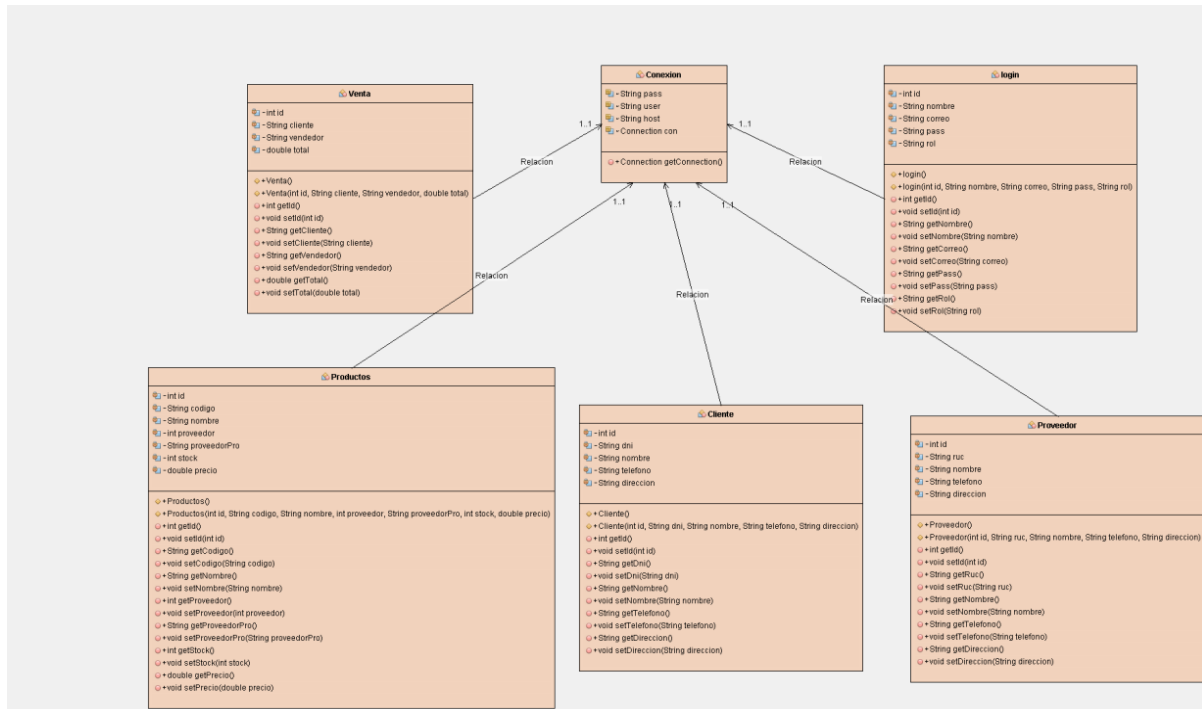 Venta
-int id
-String cliente
-String vendedor
-double total
+Venta()
+Venta(int id, String cliente, String vendedor, double total)
+int getId()
+void setId(int id)
+String getCliente()
+void setCliente(String cliente)
+String getVendedor()
+void setVendedor(String vendedor)
+double getTotal()
+void setTotal(double total)
Conexion
-String pass
-String user
-String host
-Connection con
+Connection getConnection()
login
-int id
-String nombre
-String correo
-String pass
-String rol
+login()
+login(int id, String nombre, String correo, String pass, String rol)
+int getId()
+void setId(int id)
+String getNombre()
+void setNombre(String nombre)
+String getCorreo()
+void setCorreo(String correo)
+String getPass()
+void setPass(String pass)
+String getRol()
+void setRol(String rol)
1..1
1..1
Relacion
Relacion
1..1
1..1
1..1
Relacion
Relacion
Relacion
Productos
-int id
-String codigo
-String nombre
-int proveedor
-String proveedorPro
-int stock
-double precio
+Productos()
+Productos(int id, String codigo, String nombre, int proveedor, String proveedorPro, int stock, double precio)
+int getId()
+void setId(int id)
+String getCodigo()
+void setCodigo(String codigo)
+String getNombre()
+void setNombre(String nombre)
+int getProveedor()
+void setProveedor(int proveedor)
+String getProveedorPro()
+void setProveedorPro(String proveedorPro)
+int getStock()
+void setStock(int stock)
+double getPrecio()
+void setPrecio(double precio)
Cliente
-int id
-String dni
-String nombre
-String telefono
-String direccion
+Cliente()
+Cliente(int id, String dni, String nombre, String telefono, String direccion)
+int getId()
+void setId(int id)
+String getDni()
+void setDni(String dni)
+String getNombre()
+void setNombre(String nombre)
+String getTelefono()
+void setTelefono(String telefono)
+String getDireccion()
+void setDireccion(String direccion)
Proveedor
-int id
-String ruc
-String nombre
-String telefono
-String direccion
+Proveedor()
+Proveedor(int id, String ruc, String nombre, String telefono, String direccion)
+int getId()
+void setId(int id)
+String getRuc()
+void setRuc(String ruc)
+String getNombre()
+void setNombre(String nombre)
+String getTelefono()
+void setTelefono(String telefono)
+String getDireccion()
+void setDireccion(String direccion)